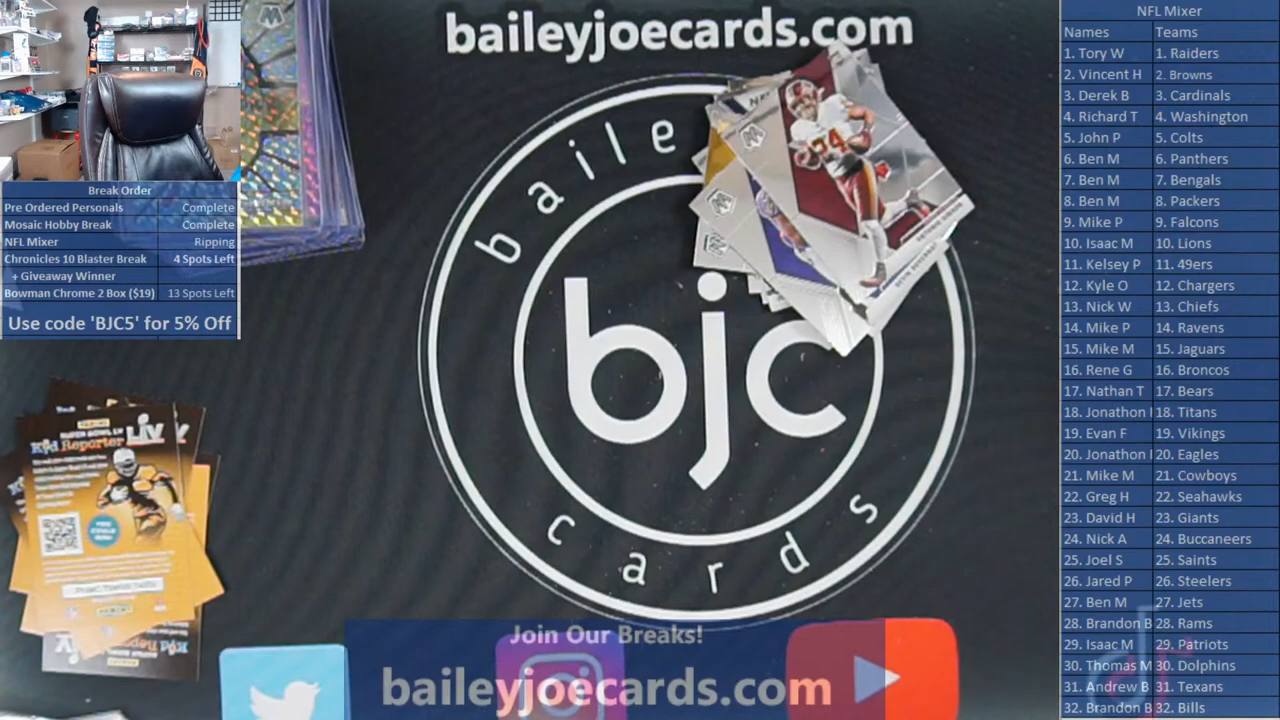 baileyjoecards.com
baile
bjc
cards
Break Order
Pre Ordered Personals Complete
Mosaic Hobby Break Complete
NFL Mixer Ripping
Chronicles 10 Blaster Break 4 Spots Left
+ Giveaway Winner
Bowman Chrome 2 Box ($19) 13 Spots Left
Use code 'BJC5' for 5% Off
SUPER BOWL LIV
Kid Reporter
Join Our Breaks!
baileyjoecards.com
NFL Mixer
Names Teams
1. Tory W 1. Raiders
2. Vincent H 2. Browns
3. Derek B 3. Cardinals
4. Richard T 4. Washington
5. John P 5. Colts
6. Ben M 6. Panthers
7. Ben M 7. Bengals
8. Ben M 8. Packers
9. Mike P 9. Falcons
10. Isaac M 10. Lions
11. Kelsey P 11. 49ers
12. Kyle O 12. Chargers
13. Nick W 13. Chiefs
14. Mike P 14. Ravens
15. Mike M 15. Jaguars
16. Rene G 16. Broncos
17. Nathan T 17. Bears
18. Jonathon 18. Titans
19. Evan F 19. Vikings
20. Jonathon 20. Eagles
21. Mike M 21. Cowboys
22. Greg H 22. Seahawks
23. David H 23. Giants
24. Nick A 24. Buccaneers
25. Joel S 25. Saints
26. Jared P 26. Steelers
27. Ben M 27. Jets
28. Brandon B 28. Rams
29. Isaac M 29. Patriots
30. Thomas M 30. Dolphins
31. Andrew B 31. Texans
32. Brandon B 32. Bills